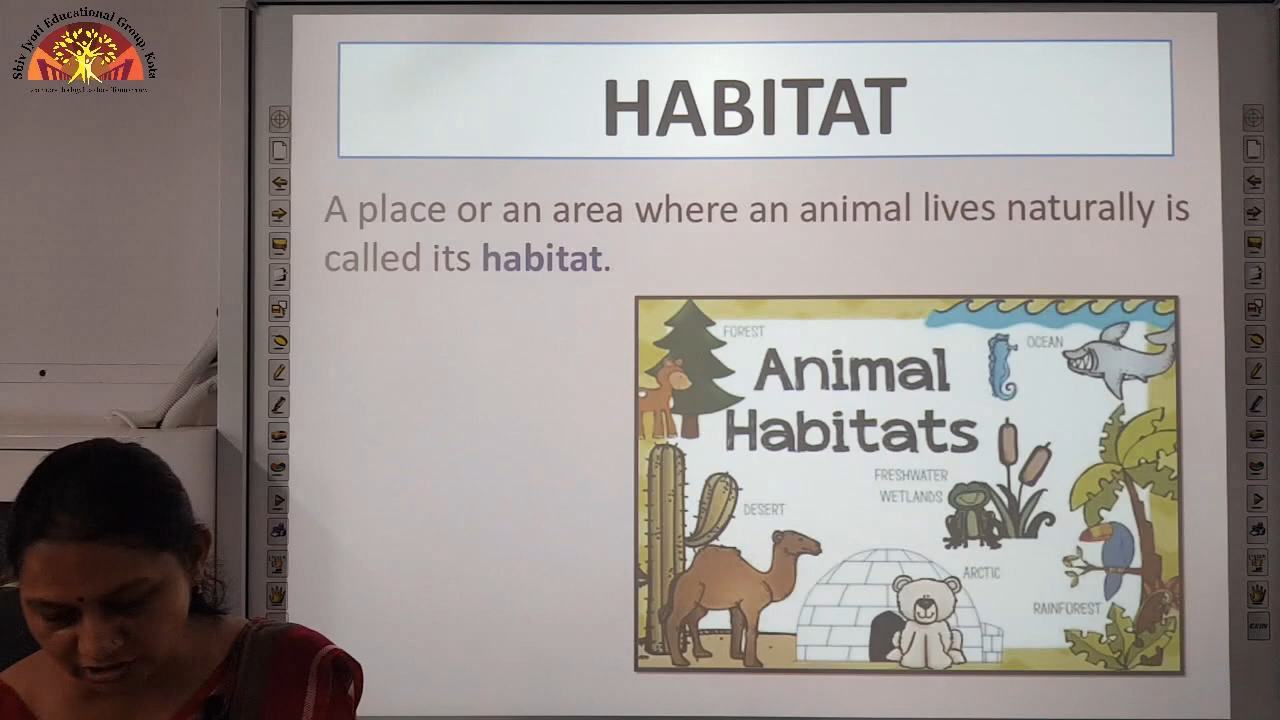 Shiv Jyoti Educational Group, Kota
HABITAT
A place or an area where an animal lives naturally is
called its habitat.
FOREST
OCEAN
Animal
Habitats
FRESHWATER
WETLANDS
DESERT
ARCTIC
RAINFOREST